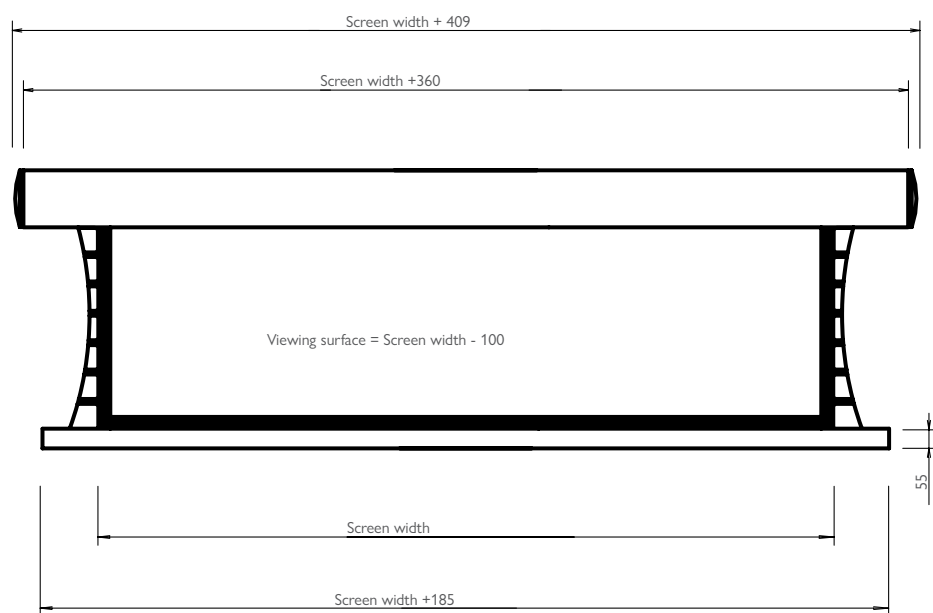 Screen width + 409
Screen width +360
Viewing surface = Screen width - 100
55
Screen width
Screen width +185